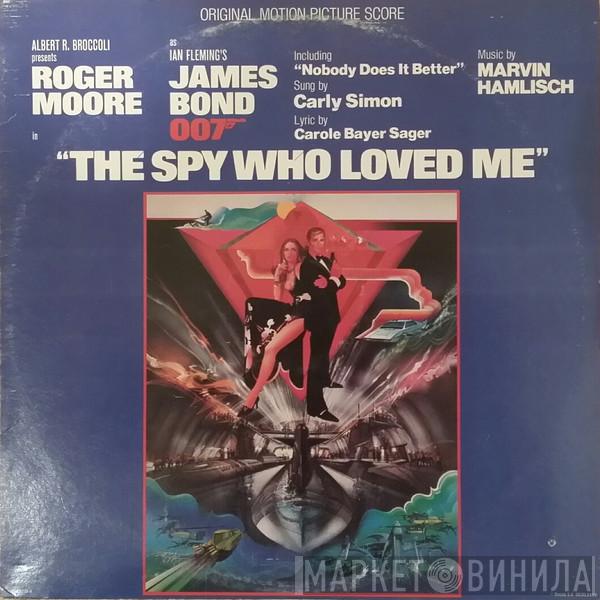 ORIGINAL MOTION PICTURE SCORE
ALBERT R. BROCCOLI
presents
ROGER
MOORE
in
as
IAN FLEMING'S
JAMES
BOND
007
Including
"Nobody Does It Better"
Sung by
Carly Simon
Lyric by
Carole Bayer Sager
Music by
MARVIN
HAMLISCH
"THE SPY WHO LOVED ME"
МАРКЕТ ВИНИЛА